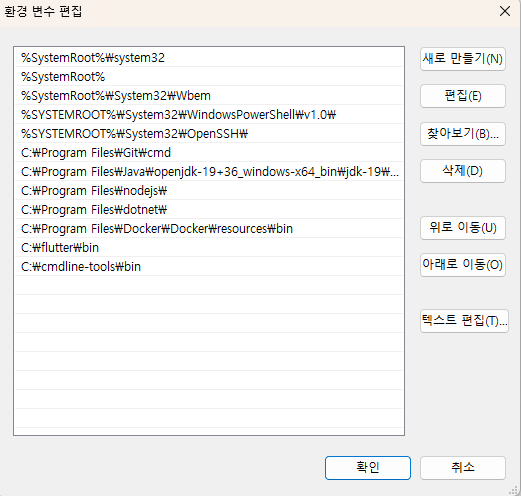 환경 변수 편집
%SystemRoot%₩system32
%SystemRoot%
%SystemRoot%₩System32₩Wbem
%SYSTEMROOT%₩System32₩WindowsPowerShell₩v1.0₩
%SYSTEMROOT%₩System32₩OpenSSH₩
C:₩Program Files₩Git₩cmd
C:₩Program Files₩Java₩openjdk-19+36_windows-x64_bin₩jdk-19₩...
C:₩Program Files₩nodejs₩
C:₩Program Files₩dotnet₩
C:₩Program Files₩Docker₩Docker₩resources₩bin
C:₩flutter₩bin
C:₩cmdline-tools₩bin
새로 만들기(N)
편집(E)
찾아보기(B)...
삭제(D)
위로 이동(U)
아래로 이동(O)
텍스트 편집(T)...
확인
취소